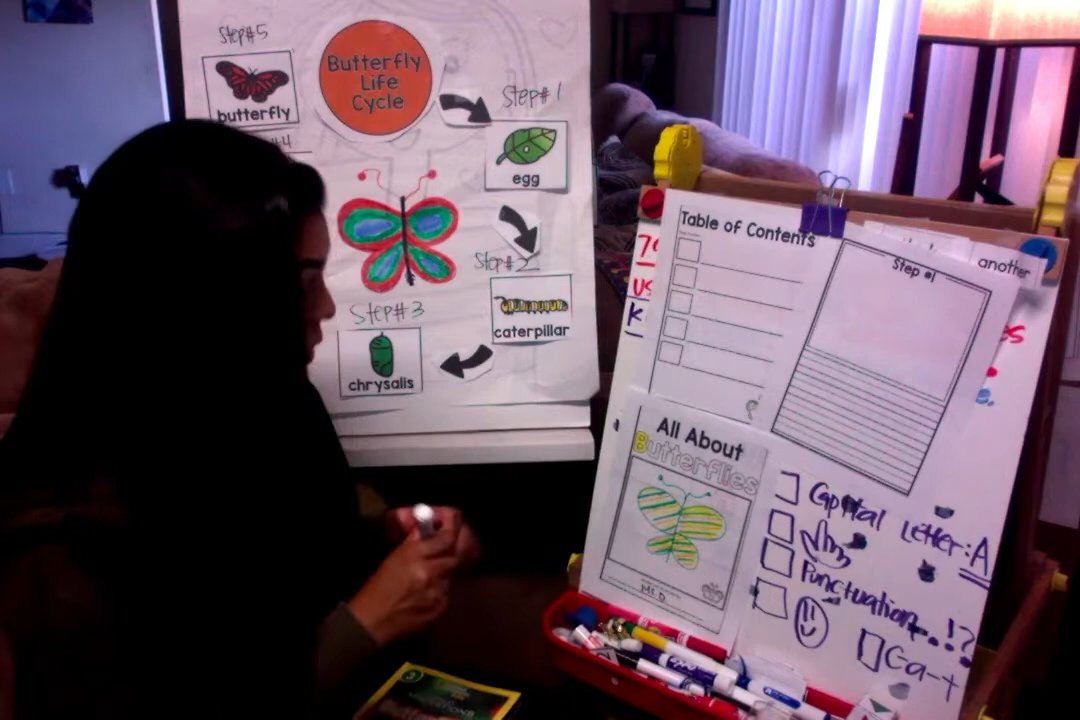 Step#5
butterfly
Butterfly
Life
Cycle
Step#1
egg
Step#2
caterpillar
Step#3
chrysalis
Table of Contents
Step #1
another
All About
Butterflies
Capital Letter: A
Punctuation . ! ?
Ca-t